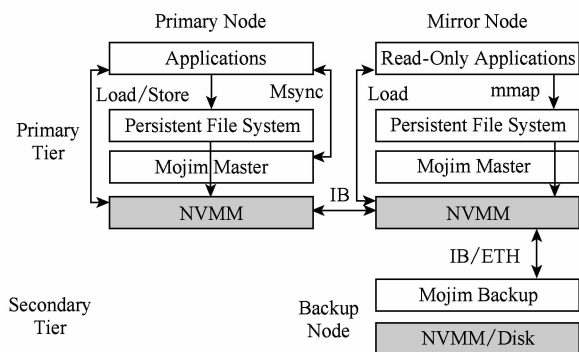 Primary Node
Mirror Node
Applications
Read-Only Applications
Load/Store
Msync
Load
mmap
Primary
Tier
Persistent File System
Persistent File System
Mojim Master
Mojim Master
IB
NVMM
NVMM
IB/ETH
Secondary
Tier
Backup
Node
Mojim Backup
NVMM/Disk